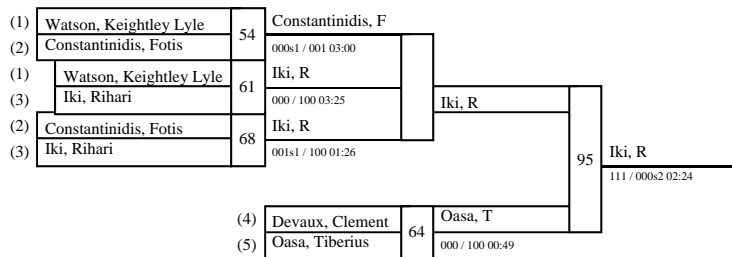 (1) Watson, Keightley Lyle 54 Constantinidis, F
(2) Constantinidis, Fotis 000s1 / 001 03:00
(1) Watson, Keightley Lyle 61 Iki, R
(3) Iki, Rihari 000 / 100 03:25
Iki, R
(2) Constantinidis, Fotis 68 Iki, R
(3) Iki, Rihari 001s1 / 100 01:26
95 Iki, R
111 / 000s2 02:24
(4) Devaux, Clement 64 Oasa, T
(5) Oasa, Tiberius 000 / 100 00:49